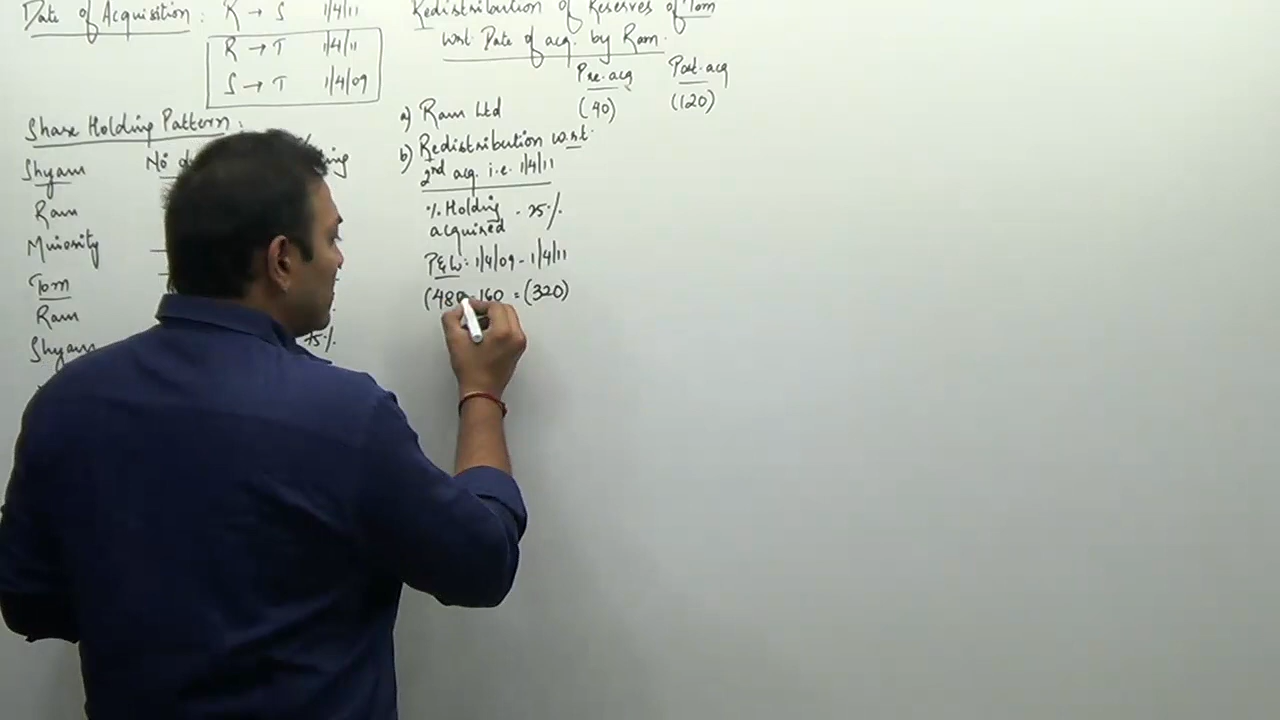 Date of Acquisition : R → S 1/4/11
R → T 1/4/11
S → T 1/4/09
Share Holding Pattern :
Shyam No
Ram
Minority
Tom
Ram
Shyam 75%
Redistribution of Reserves of Tom
w.r.t. Date of acq. by Ram.
Pre-acq Post-acq
a) Ram Ltd (40) (120)
b) Redistribution w.r.t.
2nd acq. i.e. 1/4/11
% Holding acquired - 25%
P&L : 1/4/09 - 1/4/11
(480 - 160 = (320)